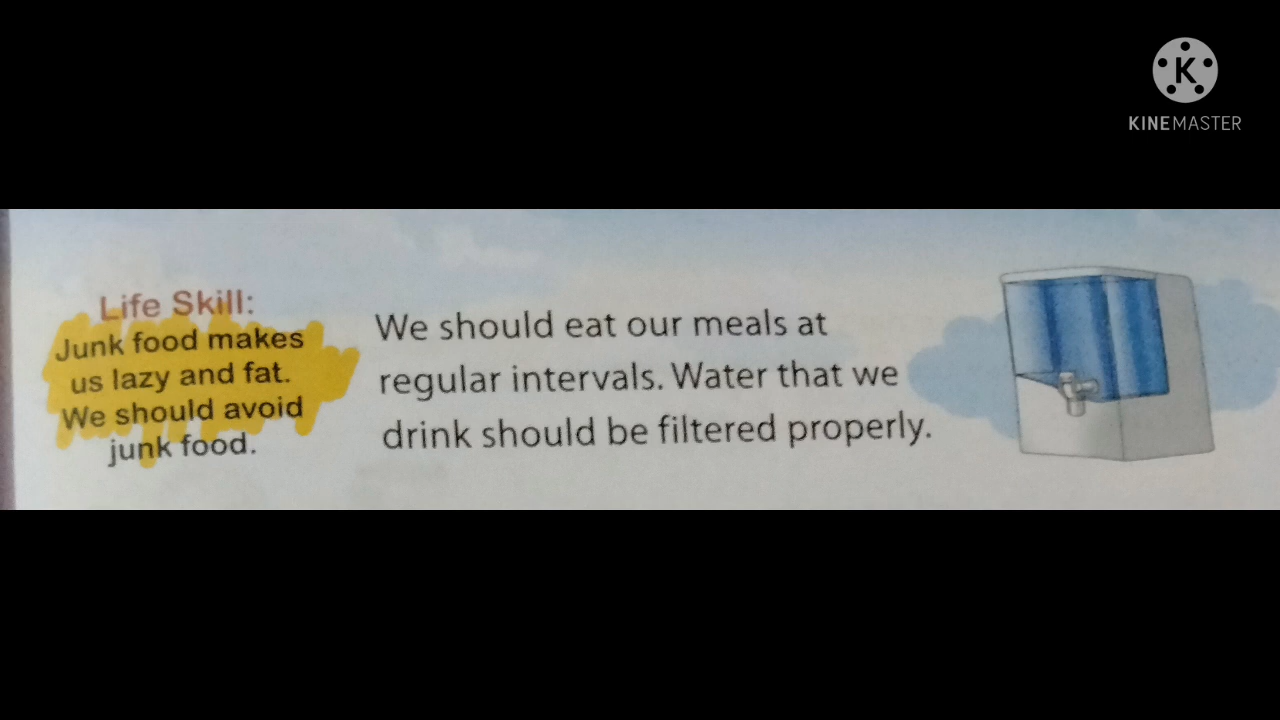 K
KINEMASTER
Life Skill:
Junk food makes
us lazy and fat.
We should avoid
junk food.
We should eat our meals at
regular intervals. Water that we
drink should be filtered properly.